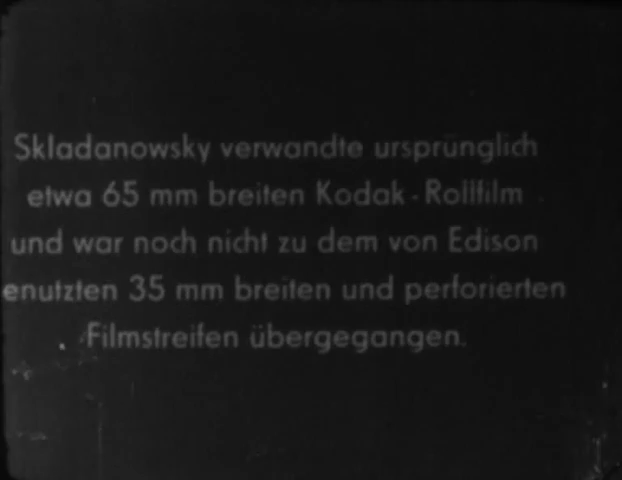 Skladanowsky verwandte ursprünglich
etwa 65 mm breiten Kodak-Rollfilm
und war noch nicht zu dem von Edison
enutzten 35 mm breiten und perforierten
Filmstreifen übergegangen.